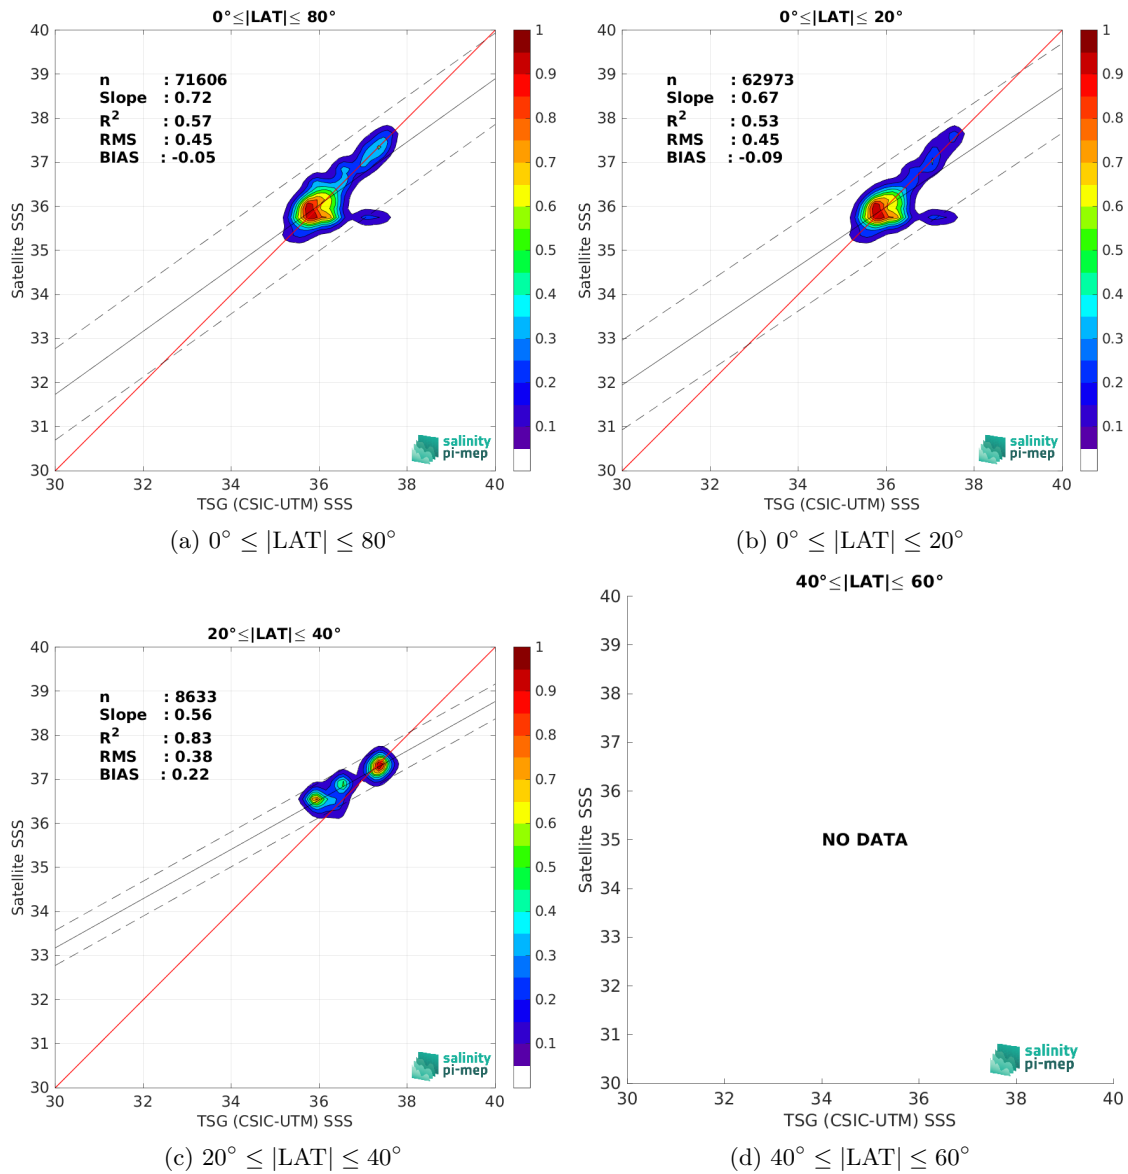 0°≤|LAT|≤ 80°
n : 71606
Slope : 0.72
R2 : 0.57
RMS : 0.45
BIAS : -0.05
40
39
38
37
36
35
34
33
32
31
30
30 32 34 36 38 40
Satellite SSS
TSG (CSIC-UTM) SSS
1
0.9
0.8
0.7
0.6
0.5
0.4
0.3
0.2
0.1
salinity
pi-mep
(a) 0° ≤ |LAT| ≤ 80°
0°≤|LAT|≤ 20°
n : 62973
Slope : 0.67
R2 : 0.53
RMS : 0.45
BIAS : -0.09
40
39
38
37
36
35
34
33
32
31
30
30 32 34 36 38 40
Satellite SSS
TSG (CSIC-UTM) SSS
1
0.9
0.8
0.7
0.6
0.5
0.4
0.3
0.2
0.1
salinity
pi-mep
(b) 0° ≤ |LAT| ≤ 20°
20°≤|LAT|≤ 40°
n : 8633
Slope : 0.56
R2 : 0.83
RMS : 0.38
BIAS : 0.22
40
39
38
37
36
35
34
33
32
31
30
30 32 34 36 38 40
Satellite SSS
TSG (CSIC-UTM) SSS
1
0.9
0.8
0.7
0.6
0.5
0.4
0.3
0.2
0.1
salinity
pi-mep
(c) 20° ≤ |LAT| ≤ 40°
40°≤|LAT|≤ 60°
40
39
38
37
36
35
34
33
32
31
30
30 32 34 36 38 40
Satellite SSS
NO DATA
TSG (CSIC-UTM) SSS
salinity
pi-mep
(d) 40° ≤ |LAT| ≤ 60°